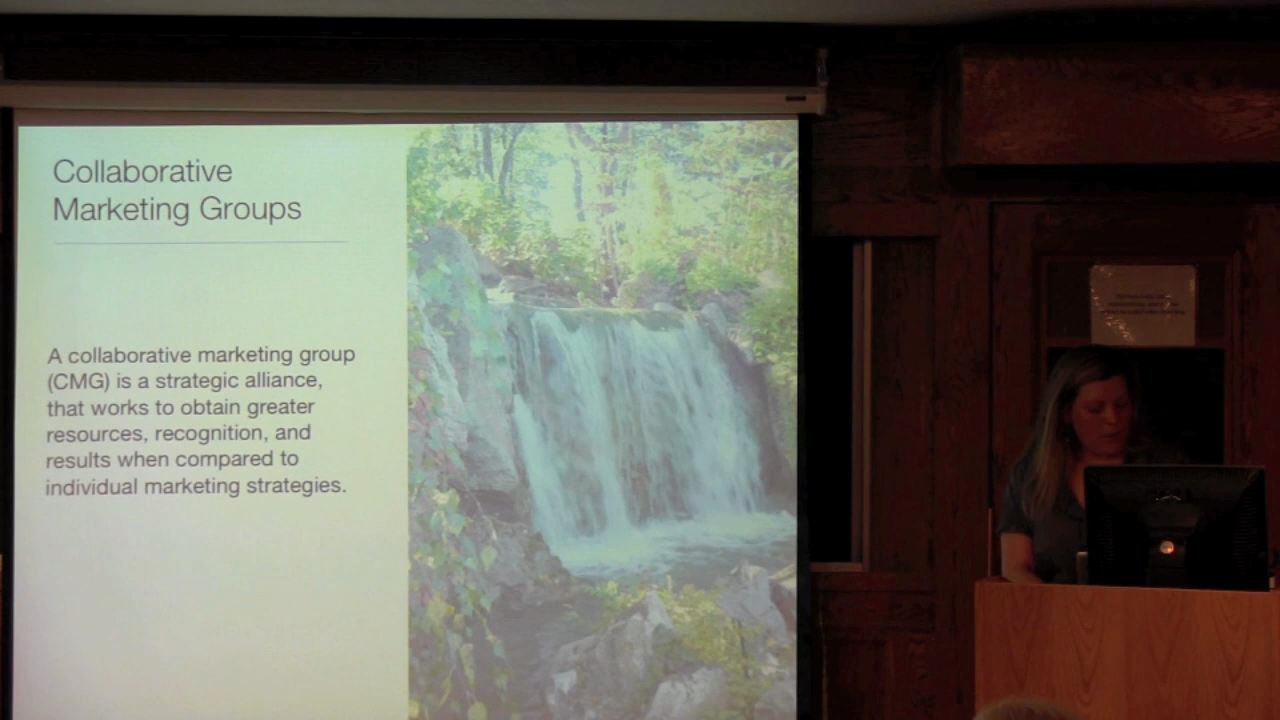 Collaborative
Marketing Groups
A collaborative marketing group
(CMG) is a strategic alliance,
that works to obtain greater
resources, recognition, and
results when compared to
individual marketing strategies.